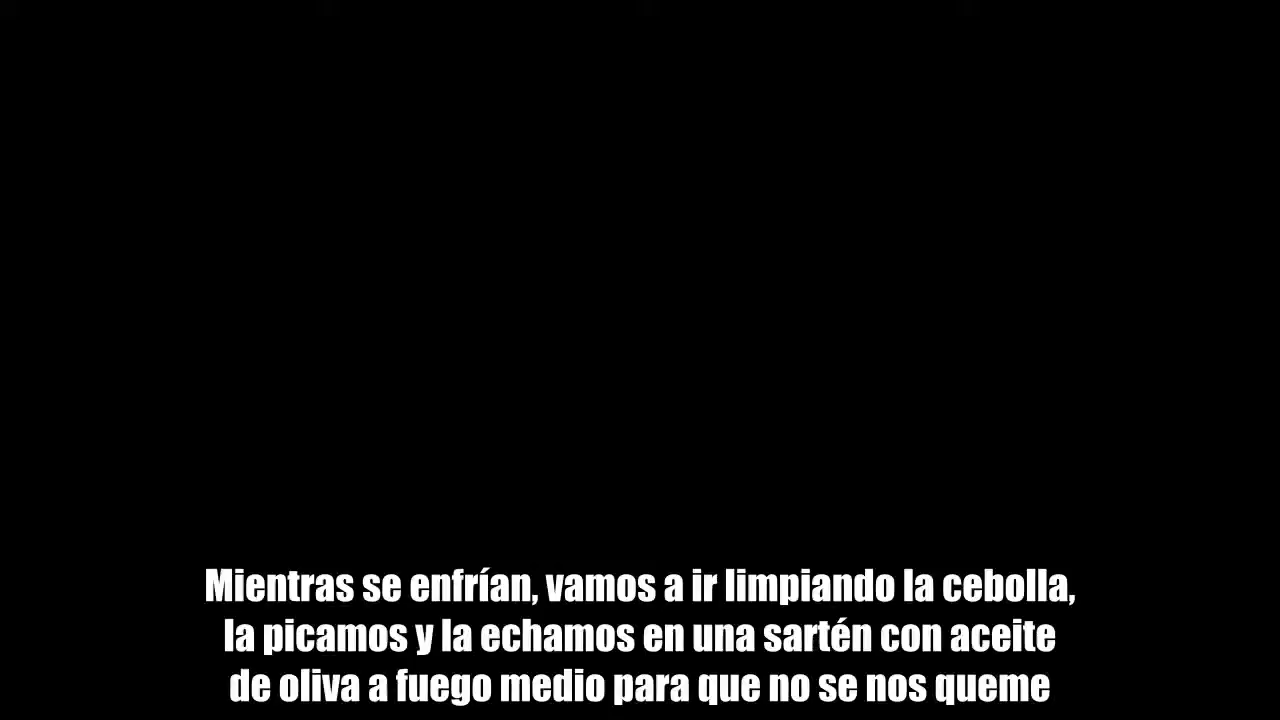 Mientras se enfrían, vamos a ir limpiando la cebolla,
la picamos y la echamos en una sartén con aceite
de oliva a fuego medio para que no se nos queme